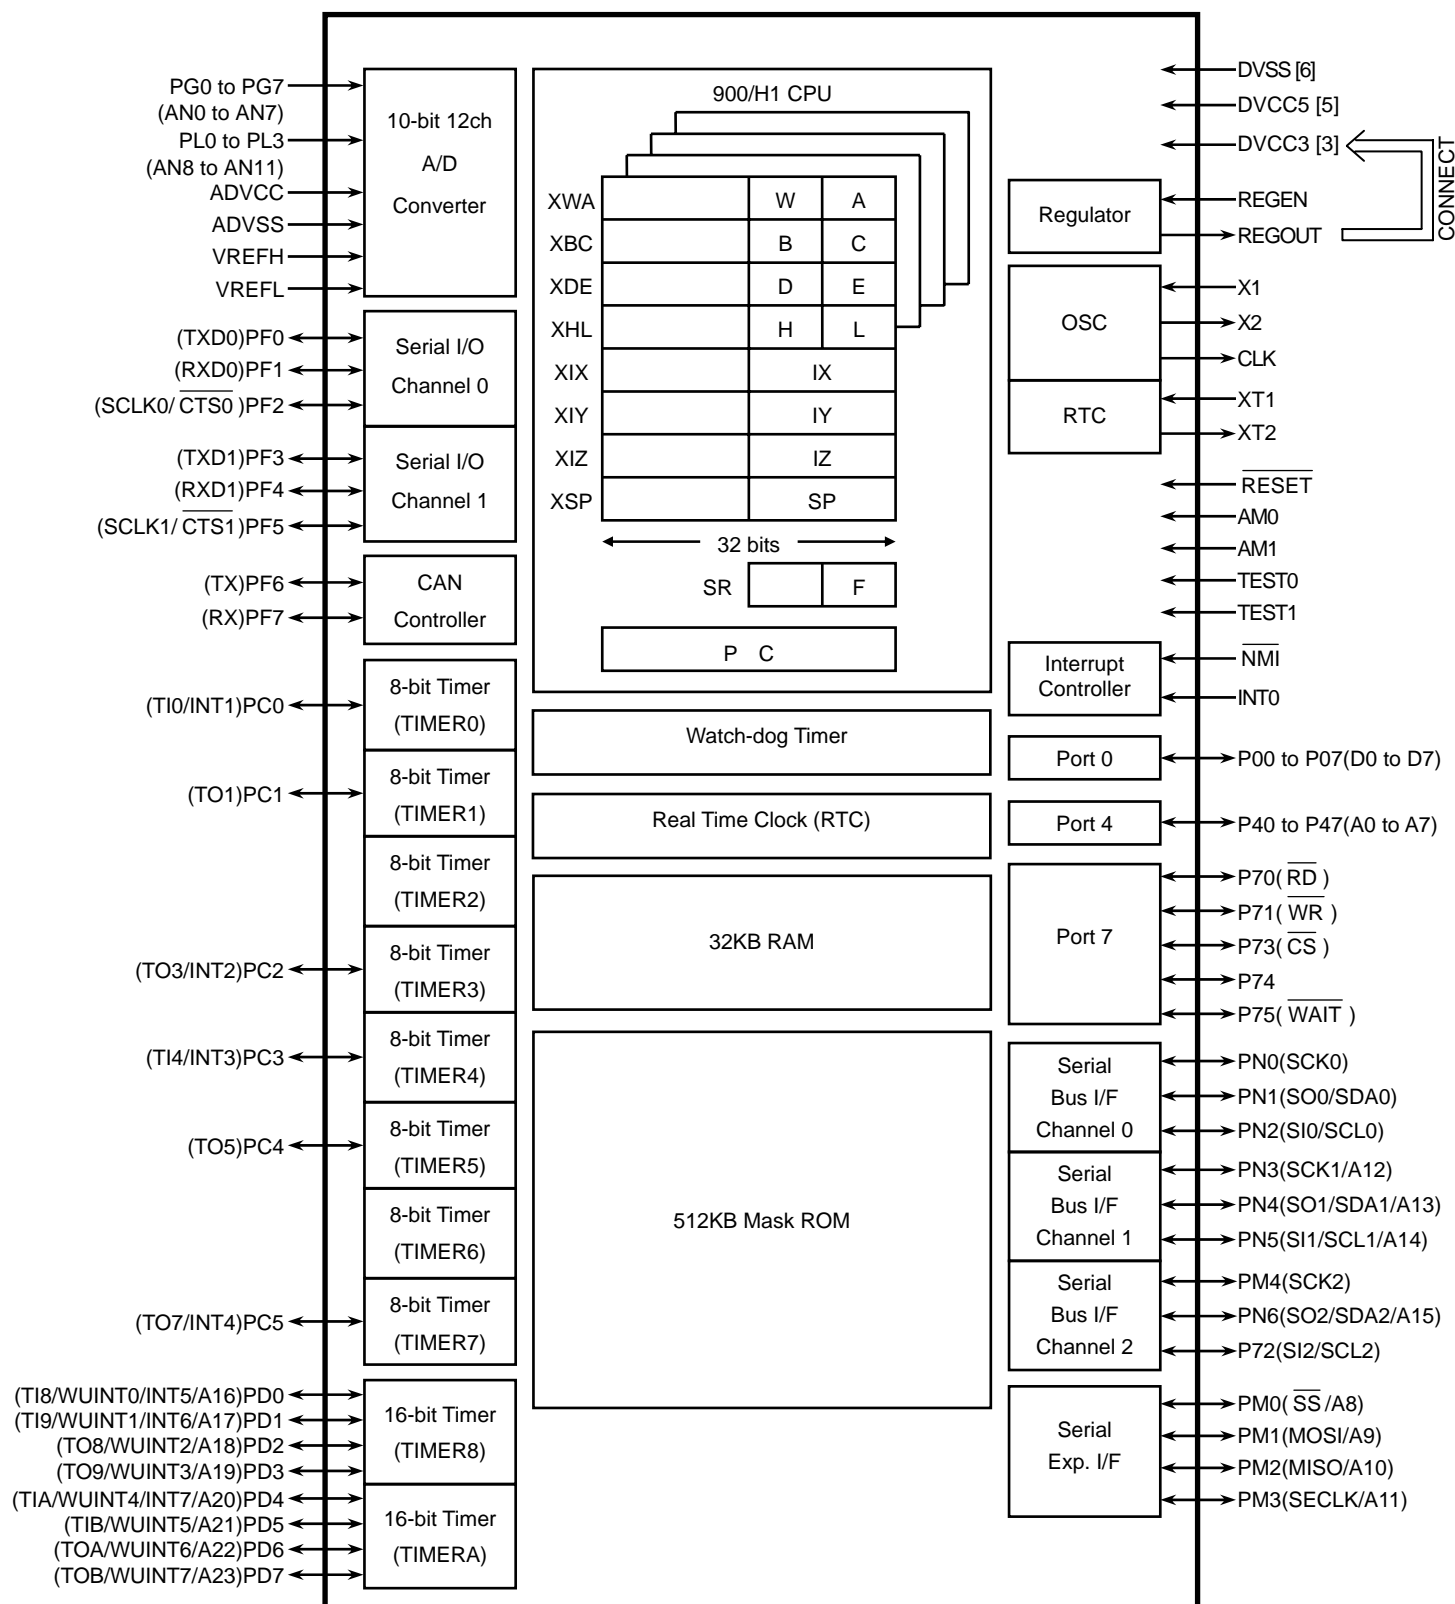 PG0 to PG7
(AN0 to AN7)
PL0 to PL3
(AN8 to AN11)
ADVCC
ADVSS
VREFH
VREFL
10-bit 12ch
A/D
Converter
(TXD0)PF0
(RXD0)PF1
(SCLK0/CTS0)PF2
Serial I/O
Channel 0
(TXD1)PF3
(RXD1)PF4
(SCLK1/CTS1)PF5
Serial I/O
Channel 1
(TX)PF6
(RX)PF7
CAN
Controller
(TI0/INT1)PC0
8-bit Timer
(TIMER0)
(TO1)PC1
8-bit Timer
(TIMER1)
8-bit Timer
(TIMER2)
(TO3/INT2)PC2
8-bit Timer
(TIMER3)
(TI4/INT3)PC3
8-bit Timer
(TIMER4)
(TO5)PC4
8-bit Timer
(TIMER5)
8-bit Timer
(TIMER6)
(TO7/INT4)PC5
8-bit Timer
(TIMER7)
(TI8/WUINT0/INT5/A16)PD0
(TI9/WUINT1/INT6/A17)PD1
(TO8/WUINT2/A18)PD2
(TO9/WUINT3/A19)PD3
16-bit Timer
(TIMER8)
(TIA/WUINT4/INT7/A20)PD4
(TIB/WUINT5/A21)PD5
(TOA/WUINT6/A22)PD6
(TOB/WUINT7/A23)PD7
16-bit Timer
(TIMERA)
900/H1 CPU
XWA W A
XBC B C
XDE D E
XHL H L
XIX IX
XIY IY
XIZ IZ
XSP SP
32 bits
SR F
P C
Watch-dog Timer
Real Time Clock (RTC)
32KB RAM
512KB Mask ROM
DVSS [6]
DVCC5 [5]
DVCC3 [3]
CONNECT
Regulator
REGEN
REGOUT
OSC
X1
X2
CLK
RTC
XT1
XT2
RESET
AM0
AM1
TEST0
TEST1
Interrupt
Controller
NMI
INT0
Port 0
P00 to P07(D0 to D7)
Port 4
P40 to P47(A0 to A7)
Port 7
P70(RD)
P71(WR)
P73(CS)
P74
P75(WAIT)
Serial
Bus I/F
Channel 0
PN0(SCK0)
PN1(SO0/SDA0)
PN2(SI0/SCL0)
Serial
Bus I/F
Channel 1
PN3(SCK1/A12)
PN4(SO1/SDA1/A13)
PN5(SI1/SCL1/A14)
Serial
Bus I/F
Channel 2
PM4(SCK2)
PN6(SO2/SDA2/A15)
P72(SI2/SCL2)
Serial
Exp. I/F
PM0(SS/A8)
PM1(MOSI/A9)
PM2(MISO/A10)
PM3(SECLK/A11)